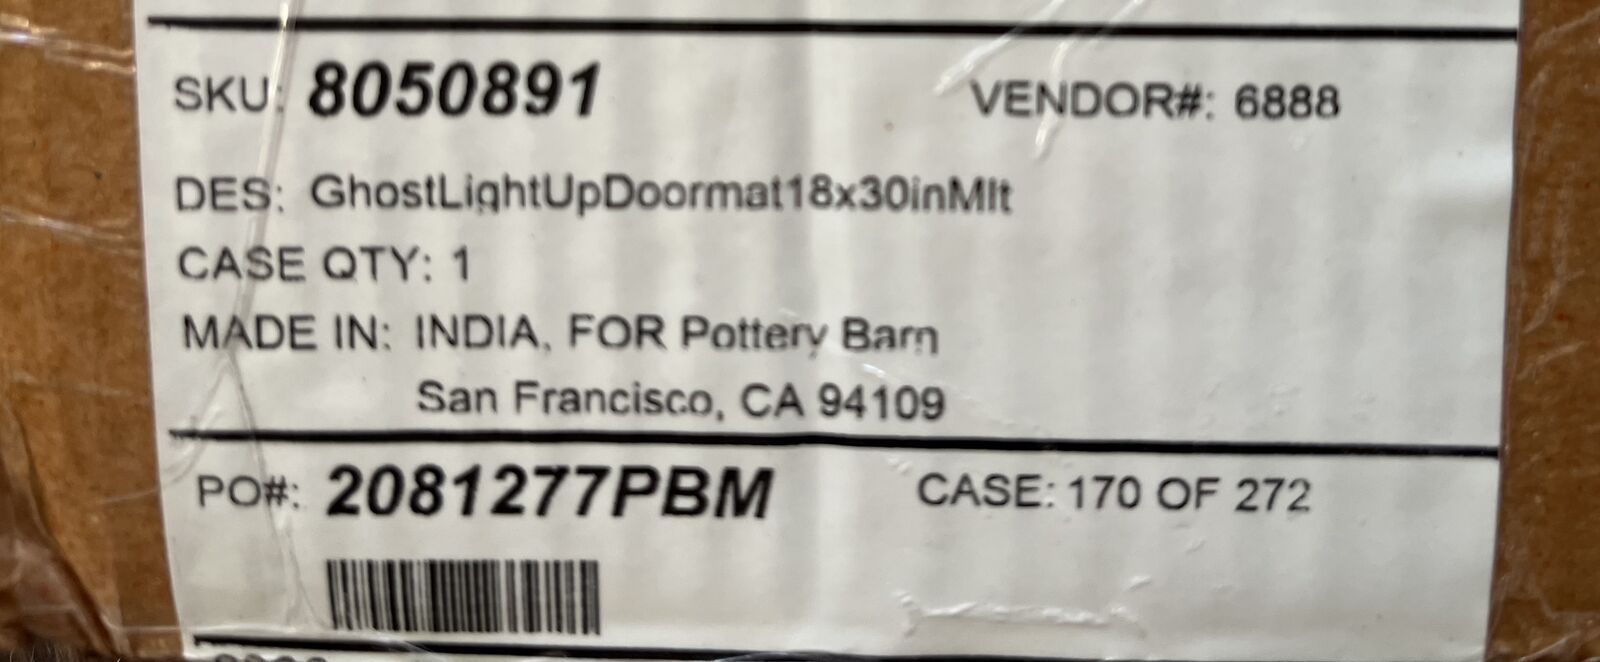 SKU: 8050891 VENDOR#: 6888
DES: GhostLightUpDoormat18x30inMlt
CASE QTY: 1
MADE IN: INDIA, FOR Pottery Barn
San Francisco, CA 94109
PO#: 2081277PBM CASE: 170 OF 272